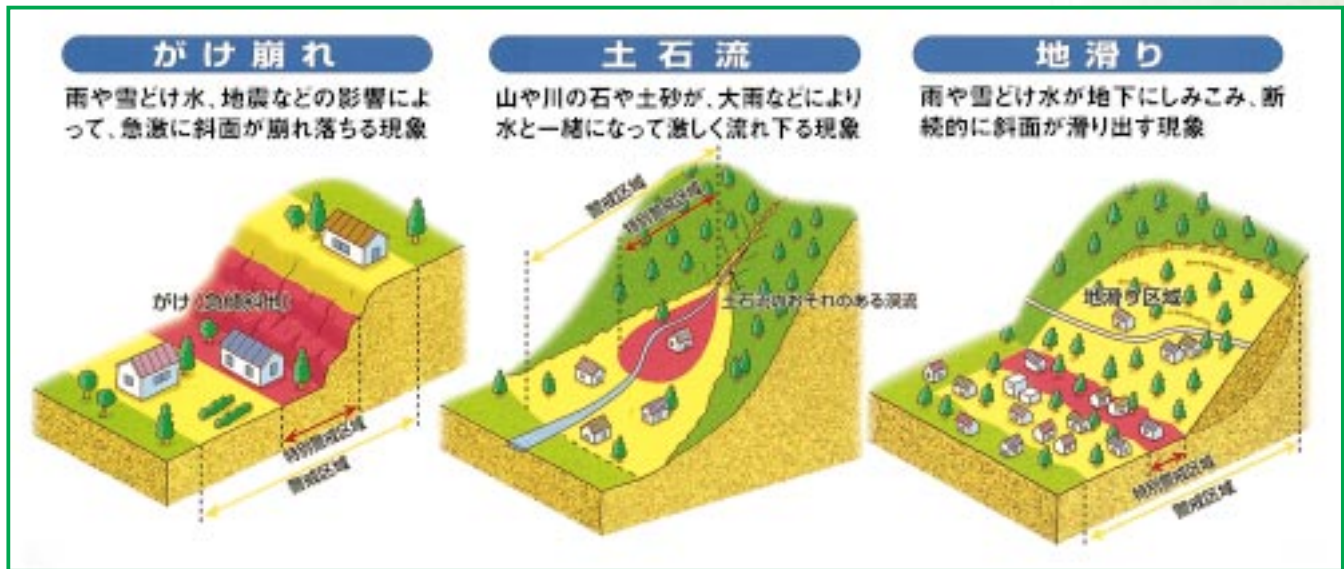 がけ崩れ
雨や雪どけ水、地震などの影響によ
って、急激に斜面が崩れ落ちる現象
がけ（急傾斜地）
特別警戒区域
警戒区域
土石流
山や川の石や土砂が、大雨などにより
水と一緒になって激しく流れ下る現象
警戒区域
特別警戒区域
土石流のおそれのある渓流
地滑り
雨や雪どけ水が地下にしみこみ、断
続的に斜面が滑り出す現象
地滑り区域
特別警戒区域
警戒区域